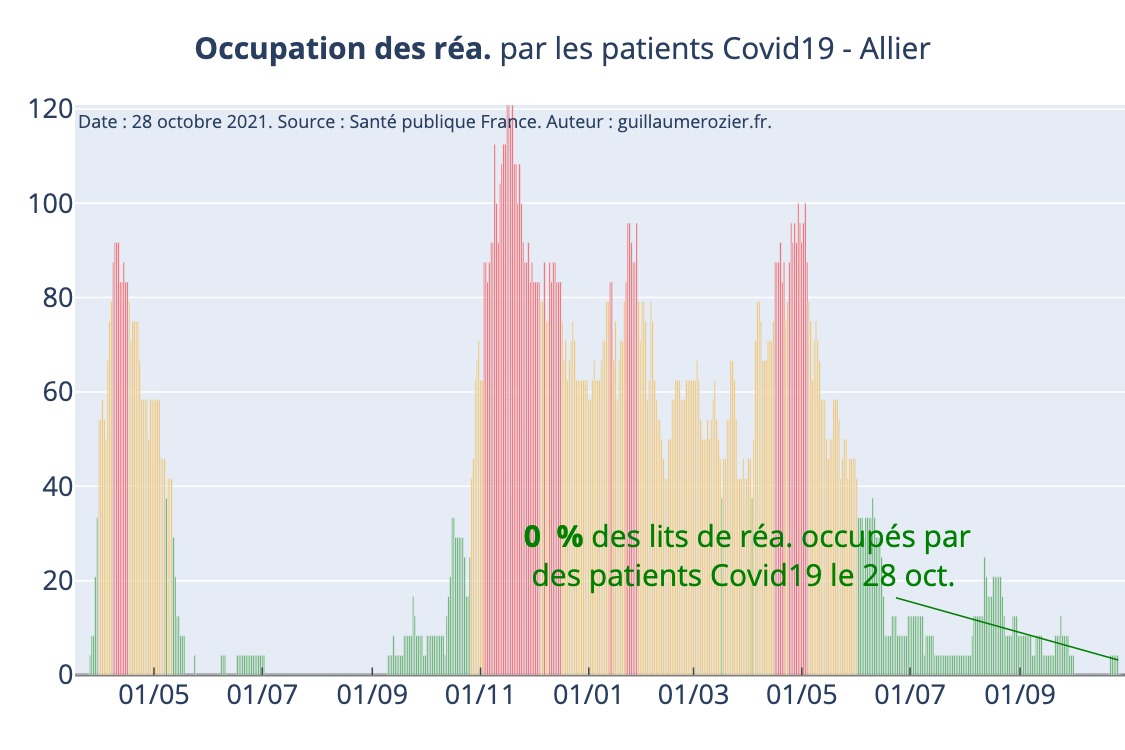 Occupation des réa. par les patients Covid19 - Allier
Date : 28 octobre 2021. Source : Santé publique France. Auteur : guillaumerozier.fr.
120
100
80
60
40
20
0
0 % des lits de réa. occupés par
des patients Covid19 le 28 oct.
01/05 01/07 01/09 01/11 01/01 01/03 01/05 01/07 01/09